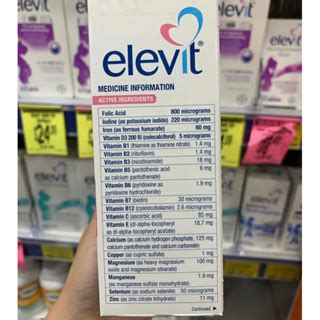 elevit®
MEDICINE INFORMATION
ACTIVE INGREDIENTS
Folic Acid 800 micrograms
Iodine (as potassium iodide) 220 micrograms
Iron (as ferrous fumarate) 60 mg
Vitamin D3 200 IU (colecalciferol) 5 micrograms
Vitamin B1 (thiamine as thiamine nitrate) 1.4 mg
Vitamin B2 (riboflavin) 1.4 mg
Vitamin B3 (nicotinamide) 18 mg
Vitamin B5 (pantothenic acid 6 mg
as calcium pantothenate)
Vitamin B6 (pyridoxine as 1.9 mg
pyridoxine hydrochloride)
Vitamin B7 (biotin) 30 micrograms
Vitamin B12 (cyanocobalamin) 2.6 micrograms
Vitamin C (ascorbic acid) 85 mg
Vitamin E (dl-alpha-tocopherol 18.7 mg
as dl-alpha-tocopheryl acetate)
Calcium (as calcium hydrogen phosphate, 125 mg
calcium pantothenate and calcium carbonate)
Copper (as cupric sulfate) 1 mg
Magnesium (as heavy magnesium 100 mg
oxide and magnesium stearate)
Manganese 1.9 mg
(as manganese sulfate monohydrate)
Selenium (as sodium selenate) 50 micrograms
Zinc (as zinc citrate trihydrate) 11 mg
Continued